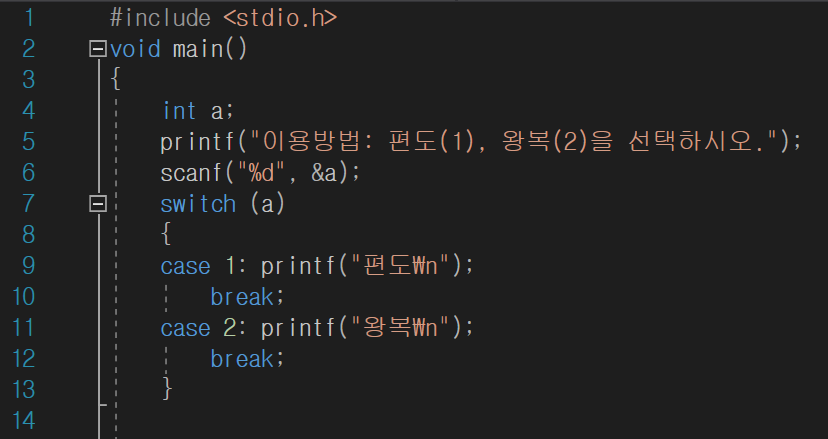 1 #include <stdio.h>
2 void main()
3 {
4 int a;
5 printf("이용방법: 편도(1), 왕복(2)을 선택하시오.");
6 scanf("%d", &a);
7 switch (a)
8 {
9 case 1: printf("편도₩n");
10 break;
11 case 2: printf("왕복₩n");
12 break;
13 }
14